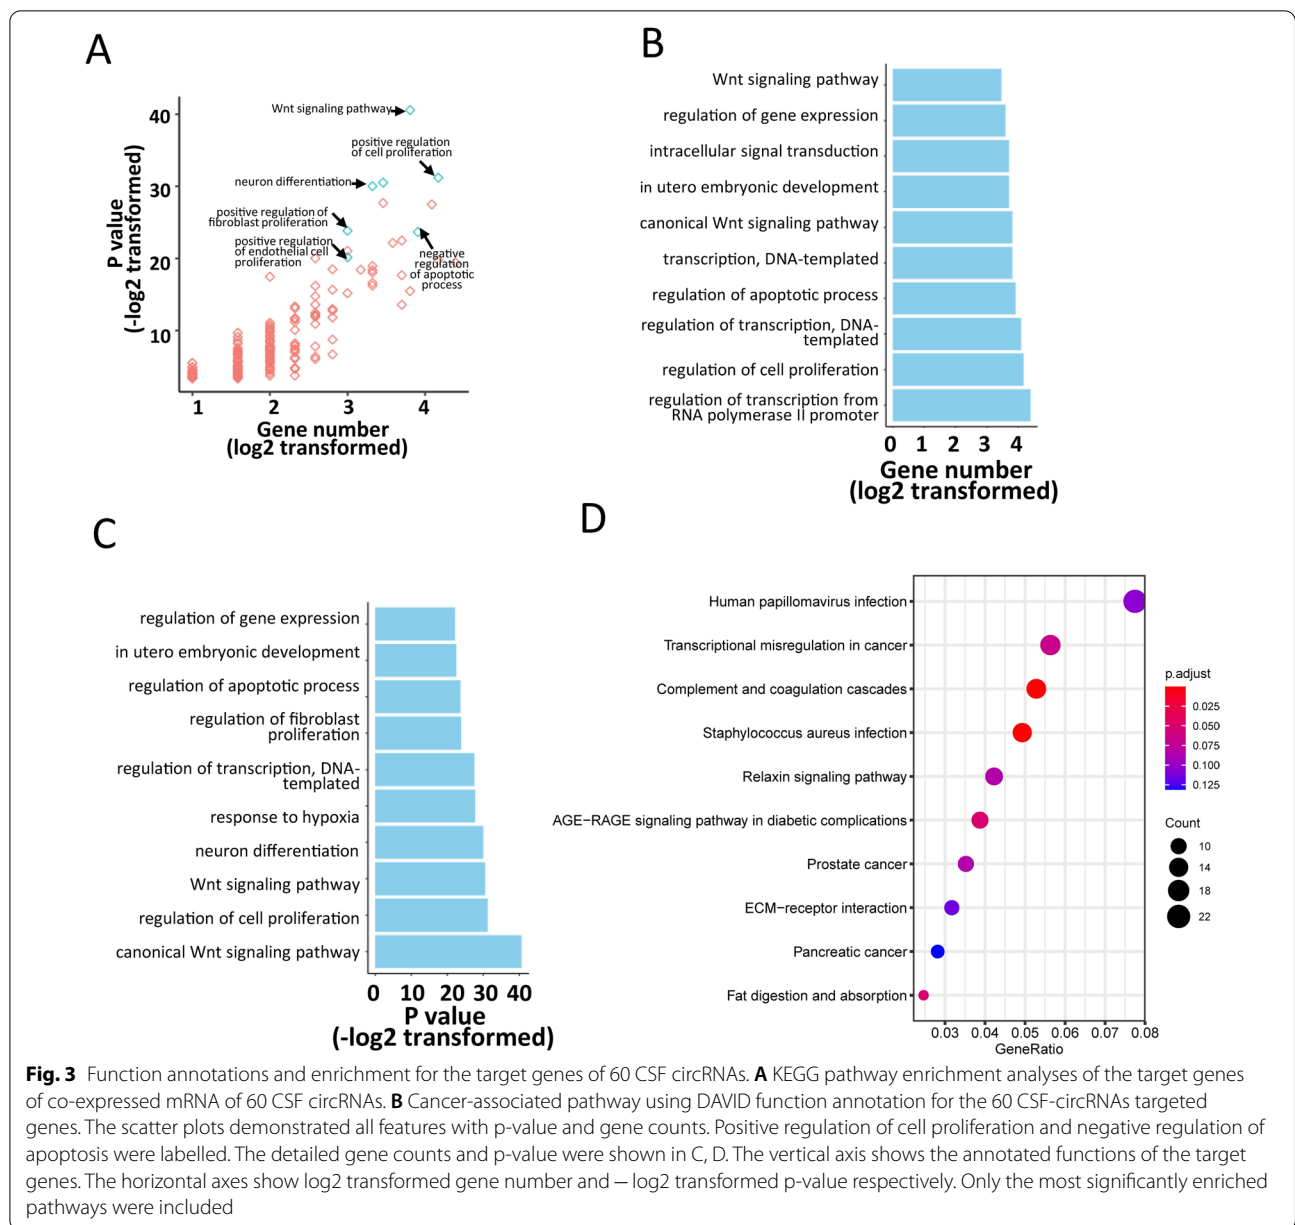 A
P value
(-log2 transformed)
40
30
20
10
Wnt signaling pathway
positive regulation
of cell proliferation
neuron differentiation
positive regulation of
fibroblast proliferation
positive regulation
of endothelial cell
proliferation
negative
regulation
of apoptotic
process
1 2 3 4
Gene number
(log2 transformed)
B
Wnt signaling pathway
regulation of gene expression
intracellular signal transduction
in utero embryonic development
canonical Wnt signaling pathway
transcription, DNA-templated
regulation of apoptotic process
regulation of transcription, DNA-
templated
regulation of cell proliferation
regulation of transcription from
RNA polymerase II promoter
0 1 2 3 4
Gene number
(log2 transformed)
C
regulation of gene expression
in utero embryonic development
regulation of apoptotic process
regulation of fibroblast
proliferation
regulation of transcription, DNA-
templated
response to hypoxia
neuron differentiation
Wnt signaling pathway
regulation of cell proliferation
canonical Wnt signaling pathway
0 10 20 30 40
P value
(-log2 transformed)
D
Human papillomavirus infection
Transcriptional misregulation in cancer
Complement and coagulation cascades
Staphylococcus aureus infection
Relaxin signaling pathway
AGE−RAGE signaling pathway in diabetic complications
Prostate cancer
ECM−receptor interaction
Pancreatic cancer
Fat digestion and absorption
0.03 0.04 0.05 0.06 0.07 0.08
GeneRatio
p.adjust
0.025
0.050
0.075
0.100
0.125
Count
10
14
18
22
Fig. 3 Function annotations and enrichment for the target genes of 60 CSF circRNAs. A KEGG pathway enrichment analyses of the target genes
of co-expressed mRNA of 60 CSF circRNAs. B Cancer-associated pathway using DAVID function annotation for the 60 CSF-circRNAs targeted
genes. The scatter plots demonstrated all features with p-value and gene counts. Positive regulation of cell proliferation and negative regulation of
apoptosis were labelled. The detailed gene counts and p-value were shown in C, D. The vertical axis shows the annotated functions of the target
genes. The horizontal axes show log2 transformed gene number and − log2 transformed p-value respectively. Only the most significantly enriched
pathways were included